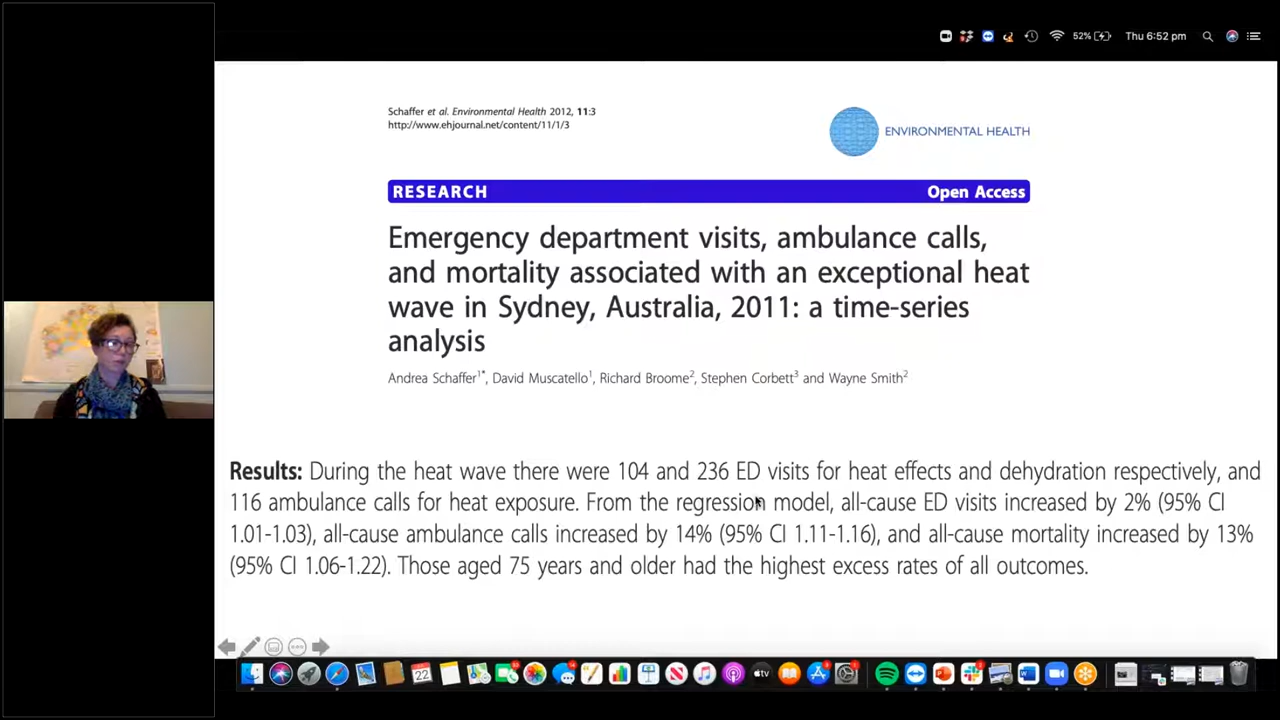 52%
Thu 6:52 pm
Schaffer et al. Environmental Health 2012, 11:3
http://www.ehjournal.net/content/11/1/3
ENVIRONMENTAL HEALTH
RESEARCH
Open Access
Emergency department visits, ambulance calls,
and mortality associated with an exceptional heat
wave in Sydney, Australia, 2011: a time-series
analysis
Andrea Schaffer1*, David Muscatello1, Richard Broome2, Stephen Corbett3 and Wayne Smith2
Results: During the heat wave there were 104 and 236 ED visits for heat effects and dehydration respectively, and
116 ambulance calls for heat exposure. From the regression model, all-cause ED visits increased by 2% (95% CI
1.01-1.03), all-cause ambulance calls increased by 14% (95% CI 1.11-1.16), and all-cause mortality increased by 13%
(95% CI 1.06-1.22). Those aged 75 years and older had the highest excess rates of all outcomes.
22
tv